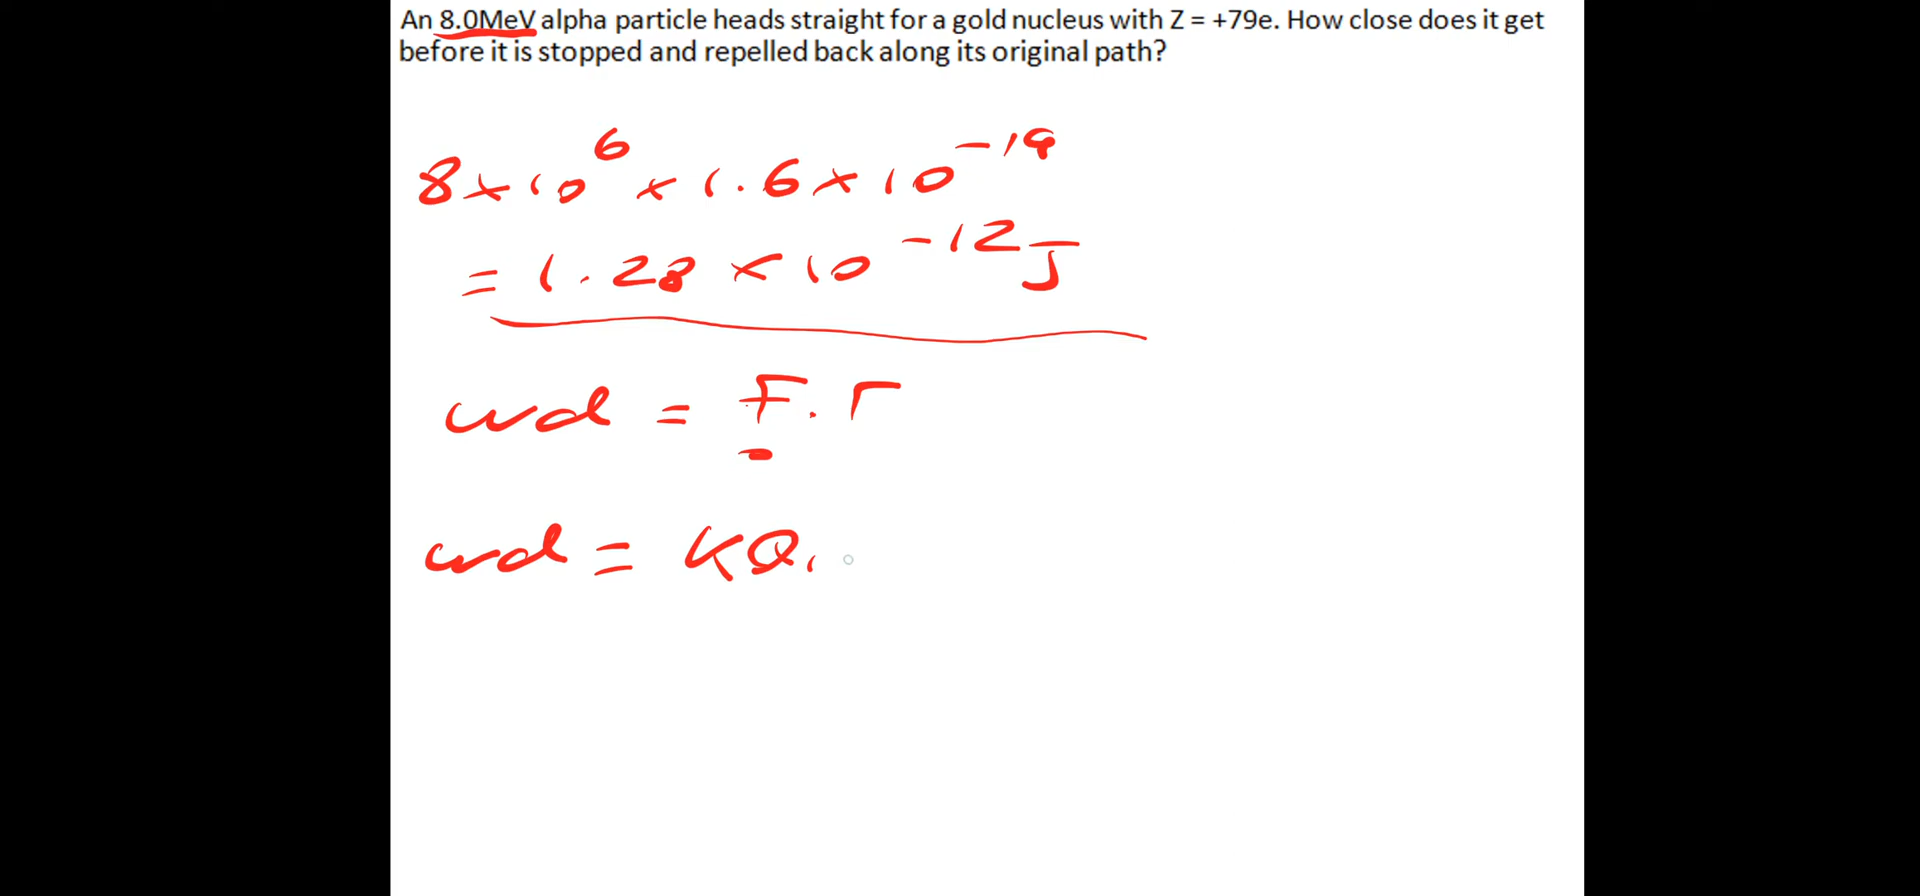 An 8.0MeV alpha particle heads straight for a gold nucleus with Z = +79e. How close does it get
before it is stopped and repelled back along its original path?
8 × 10⁶ × 1.6 × 10⁻¹⁹
= 1.28 × 10⁻¹² J
wd = F . r
wd = KQ₁